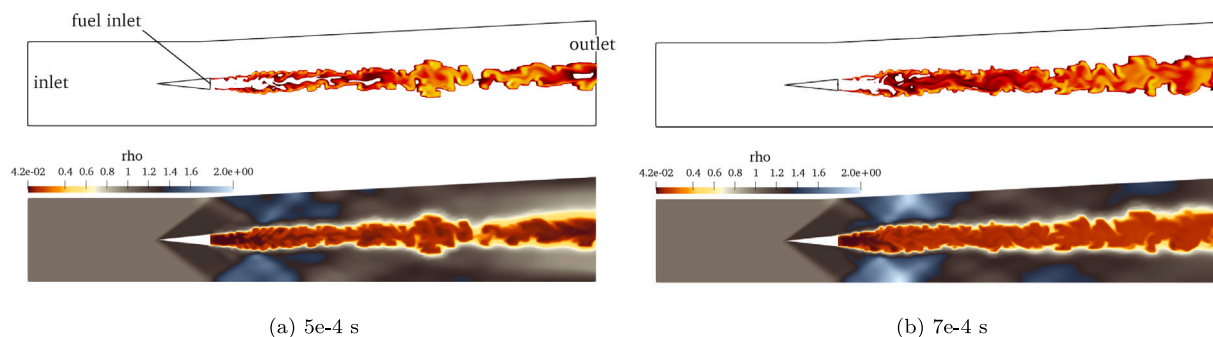 fuel inlet
inlet
outlet
rho
4.2e-02 0.4 0.6 0.8 1 1.2 1.4 1.6 2.0e+00
rho
4.2e-02 0.4 0.6 0.8 1 1.2 1.4 1.6 2.0e+00
(a) 5e-4 s
(b) 7e-4 s